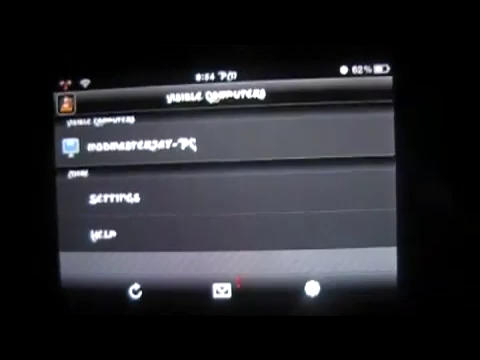 8:54 PM 62%
Visible Computers
Visible Computers
modmasterjay-PC
Settings
Help